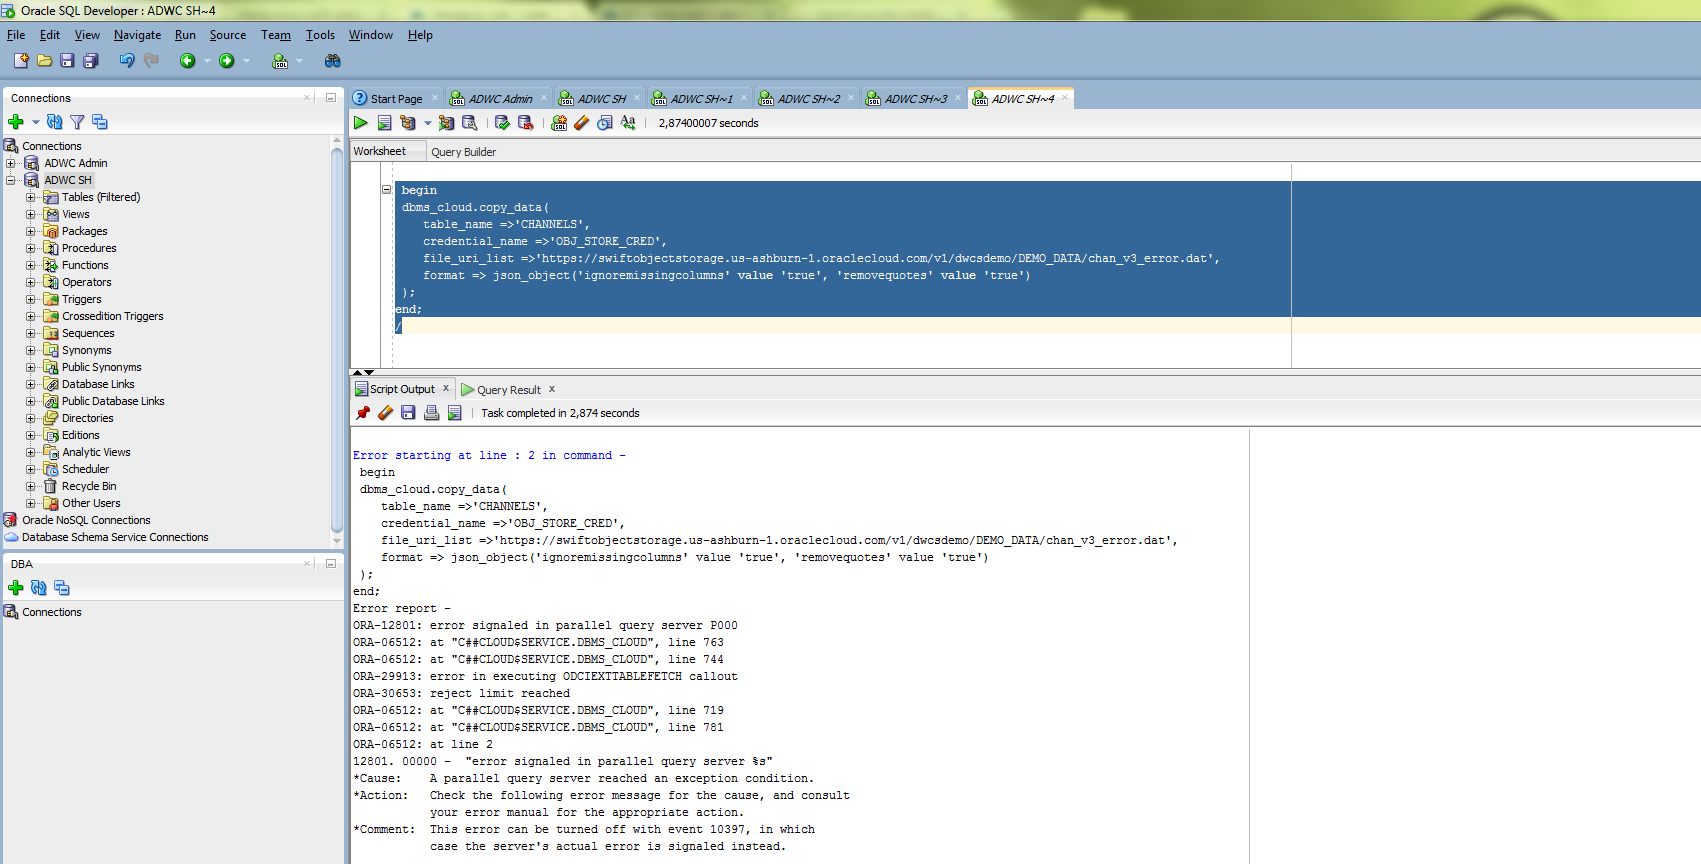 Oracle SQL Developer : ADWC SH~4
File Edit View Navigate Run Source Team Tools Window Help
Connections
Connections
ADWC Admin
ADWC SH
Tables (Filtered)
Views
Packages
Procedures
Functions
Operators
Triggers
Crossedition Triggers
Sequences
Synonyms
Public Synonyms
Database Links
Public Database Links
Directories
Editions
Analytic Views
Scheduler
Recycle Bin
Other Users
Oracle NoSQL Connections
Database Schema Service Connections
DBA
Connections
Start Page ADWC Admin ADWC SH ADWC SH~1 ADWC SH~2 ADWC SH~3 ADWC SH~4
2,87400007 seconds
Worksheet Query Builder
begin
dbms_cloud.copy_data(
table_name =>'CHANNELS',
credential_name =>'OBJ_STORE_CRED',
file_uri_list =>'https://swiftobjectstorage.us-ashburn-1.oraclecloud.com/v1/dwcsdemo/DEMO_DATA/chan_v3_error.dat',
format => json_object('ignoremissingcolumns' value 'true', 'removequotes' value 'true')
);
end;
/
Script Output Query Result
Task completed in 2,874 seconds
Error starting at line : 2 in command -
begin
dbms_cloud.copy_data(
table_name =>'CHANNELS',
credential_name =>'OBJ_STORE_CRED',
file_uri_list =>'https://swiftobjectstorage.us-ashburn-1.oraclecloud.com/v1/dwcsdemo/DEMO_DATA/chan_v3_error.dat',
format => json_object('ignoremissingcolumns' value 'true', 'removequotes' value 'true')
);
end;
Error report -
ORA-12801: error signaled in parallel query server P000
ORA-06512: at "C##CLOUD$SERVICE.DBMS_CLOUD", line 763
ORA-06512: at "C##CLOUD$SERVICE.DBMS_CLOUD", line 744
ORA-29913: error in executing ODCIEXTTABLEFETCH callout
ORA-30653: reject limit reached
ORA-06512: at "C##CLOUD$SERVICE.DBMS_CLOUD", line 719
ORA-06512: at "C##CLOUD$SERVICE.DBMS_CLOUD", line 781
ORA-06512: at line 2
12801. 00000 - "error signaled in parallel query server %s"
*Cause: A parallel query server reached an exception condition.
*Action: Check the following error message for the cause, and consult
your error manual for the appropriate action.
*Comment: This error can be turned off with event 10397, in which
case the server's actual error is signaled instead.